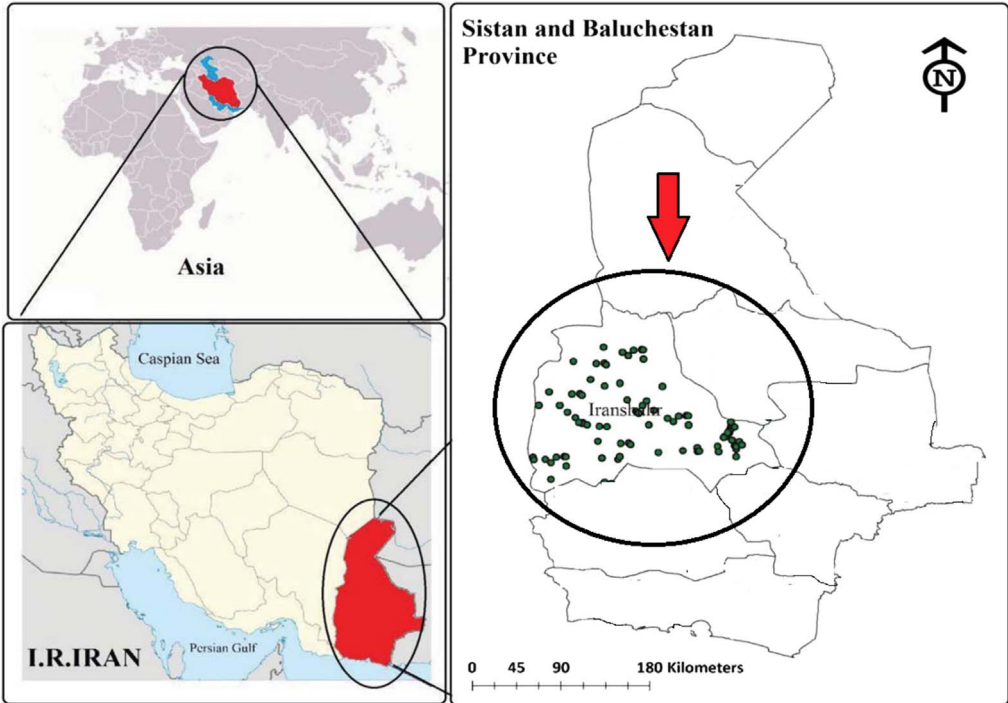 Asia
Caspian Sea
Persian Gulf
I.R.IRAN
Sistan and Baluchestan
Province
N
Iranshahr
0 45 90 180 Kilometers